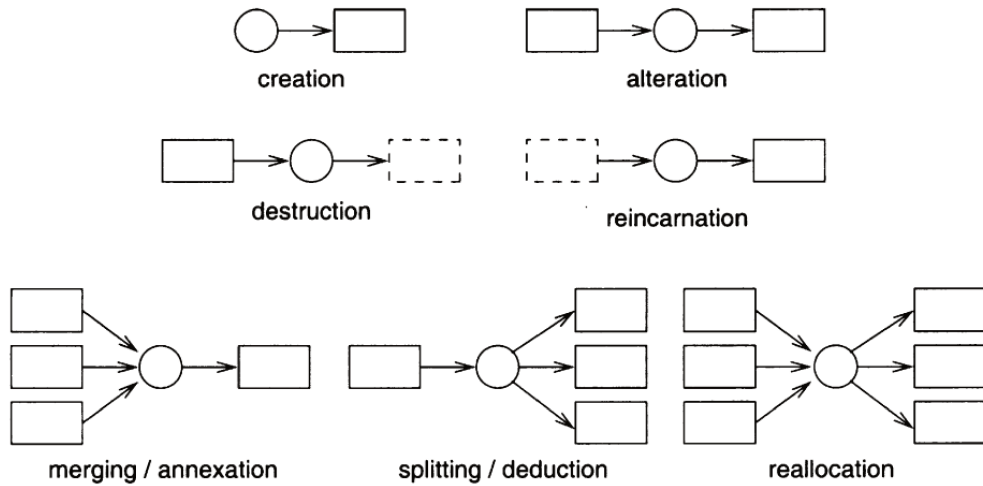 creation
alteration
destruction
reincarnation
merging / annexation
splitting / deduction
reallocation